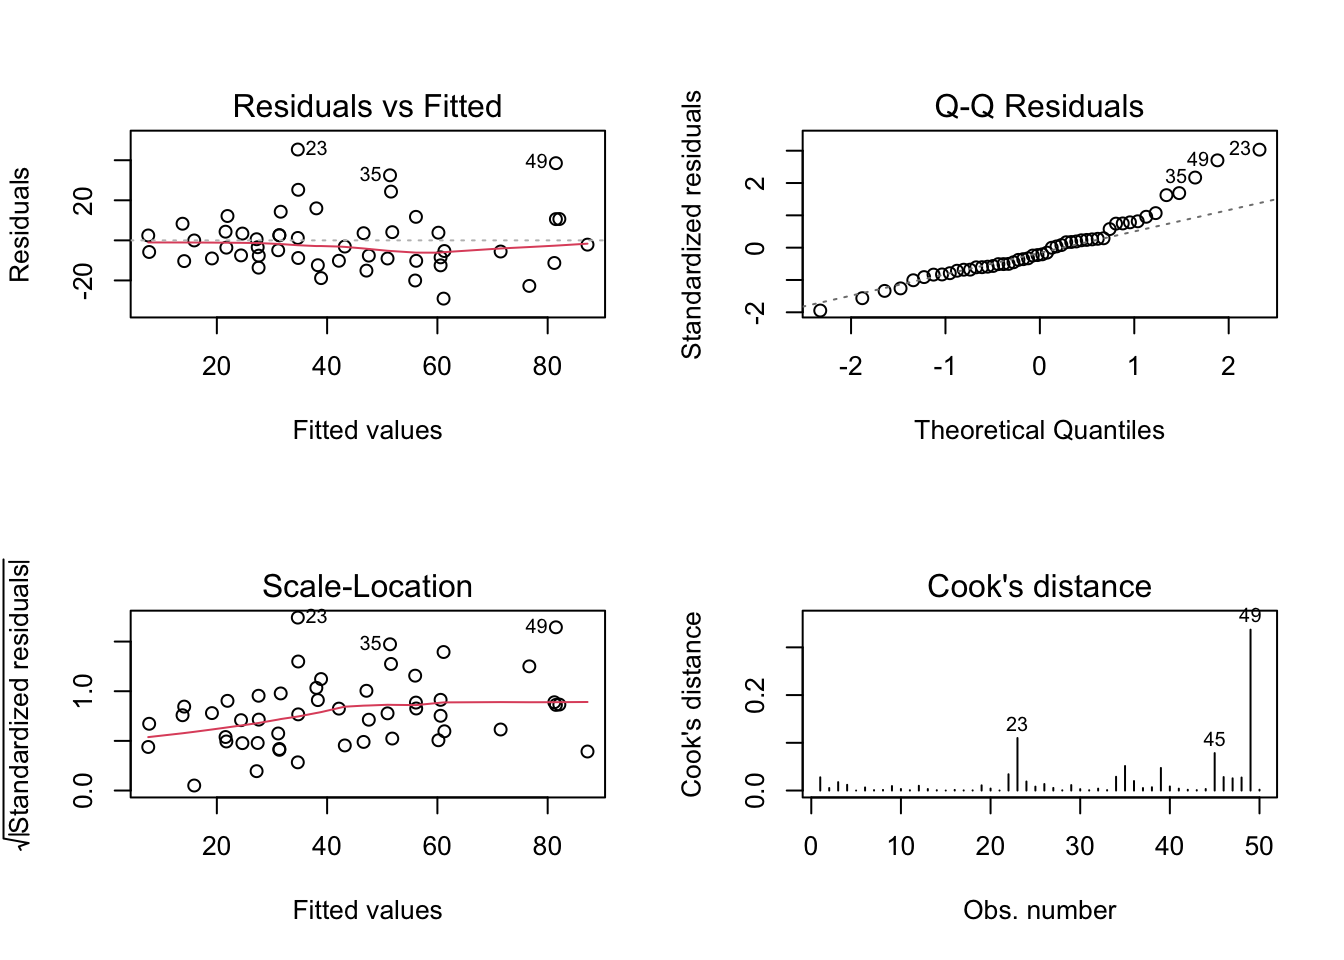 Residuals vs Fitted
Residuals
20
-20
23
35
49
20 40 60 80
Fitted values
Q-Q Residuals
Standardized residuals
2
0
-2
35
49
23
-2 -1 0 1 2
Theoretical Quantiles
Scale-Location
√|Standardized residuals|
1.0
0.0
23
35
49
20 40 60 80
Fitted values
Cook's distance
Cook's distance
0.2
0.0
23
45
49
0 10 20 30 40 50
Obs. number